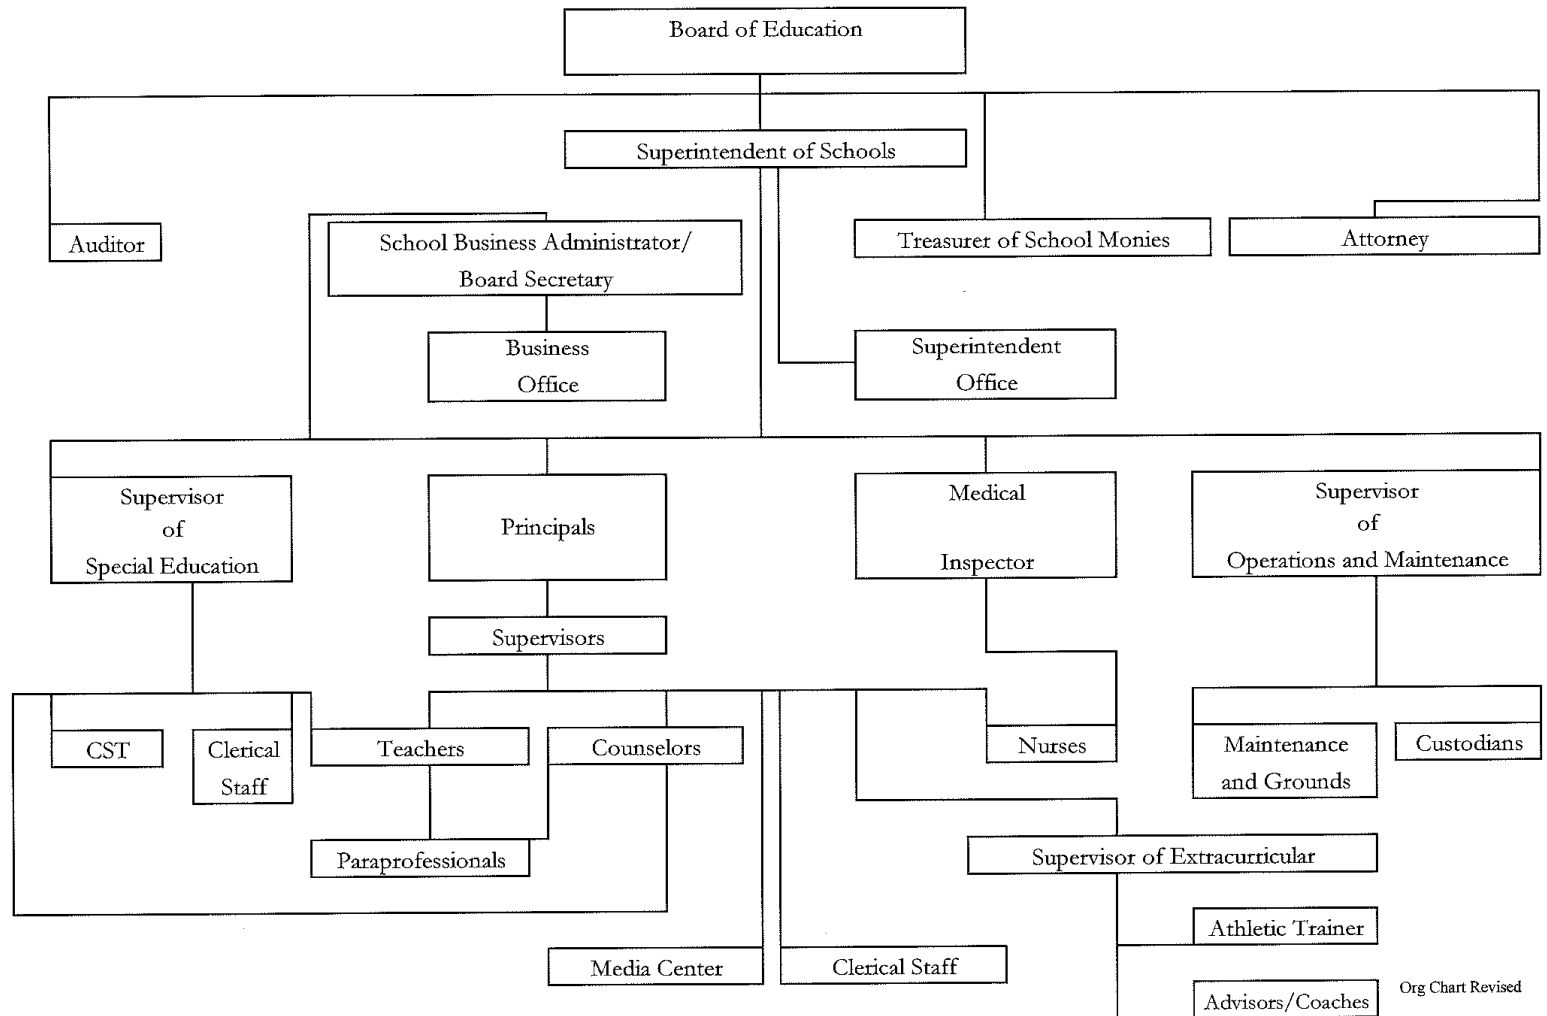 Board of Education
Superintendent of Schools
Auditor
School Business Administrator/
Board Secretary
Treasurer of School Monies
Attorney
Business
Office
Superintendent
Office
Supervisor
of
Special Education
Principals
Medical
Inspector
Supervisor
of
Operations and Maintenance
Supervisors
CST
Clerical
Staff
Teachers
Counselors
Nurses
Maintenance
and Grounds
Custodians
Paraprofessionals
Supervisor of Extracurricular
Athletic Trainer
Media Center
Clerical Staff
Advisors/Coaches
Org Chart Revised